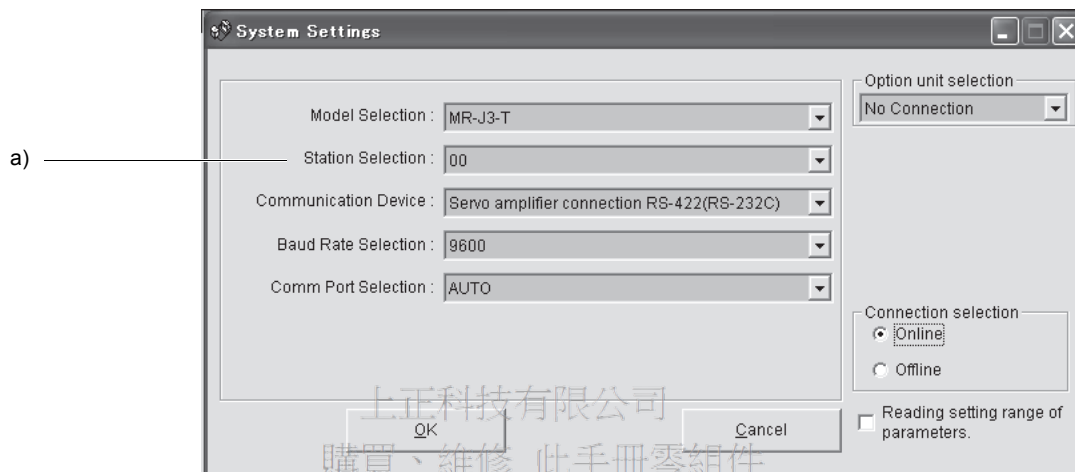 System Settings
Option unit selection
No Connection
Model Selection : MR-J3-T
a)
Station Selection : 00
Communication Device : Servo amplifier connection RS-422(RS-232C)
Baud Rate Selection : 9600
Comm Port Selection : AUTO
Connection selection
Online
Offline
Reading setting range of
parameters.
上正科技有限公司
OK
Cancel
購買、維修 此手冊零組件